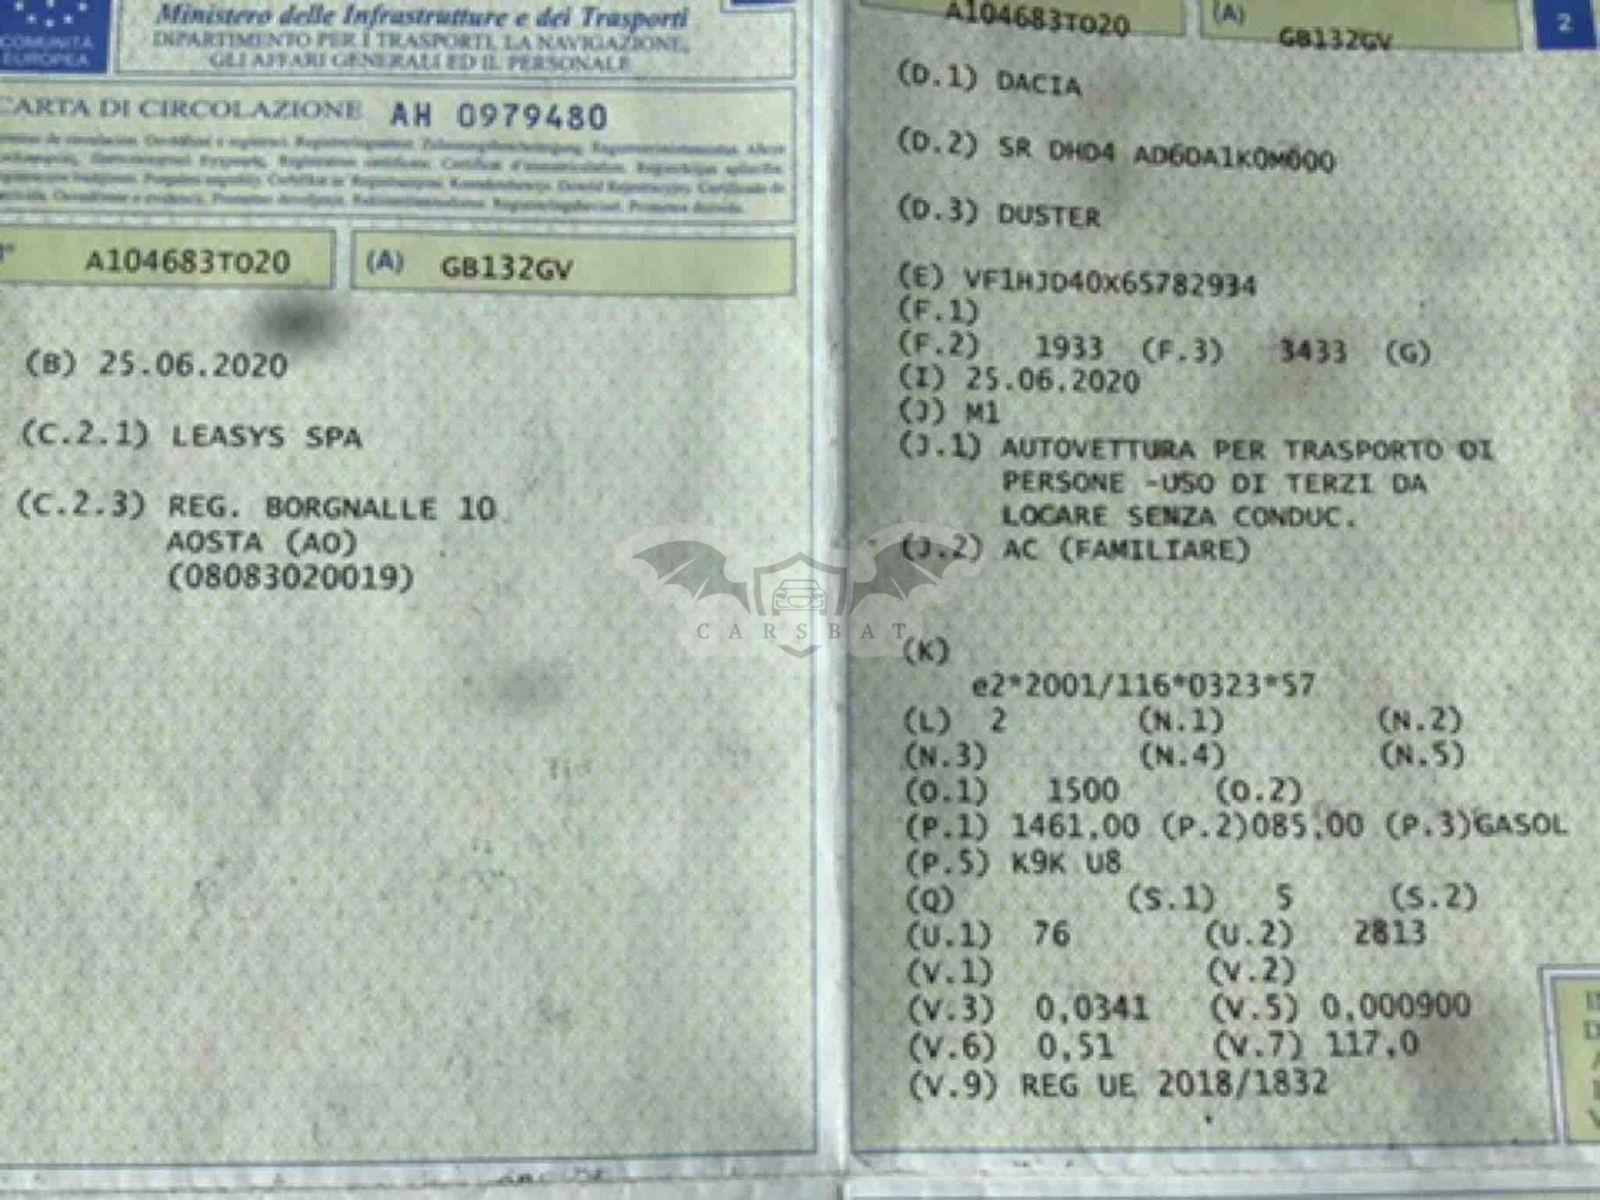 COMUNITÀ
EUROPEA
Ministero delle Infrastrutture e dei Trasporti
DIPARTIMENTO PER I TRASPORTI, LA NAVIGAZIONE,
GLI AFFARI GENERALI ED IL PERSONALE
CARTA DI CIRCOLAZIONE AH 0979480
A104683TO20 (A) GB132GV
(B) 25.06.2020
(C.2.1) LEASYS SPA
(C.2.3) REG. BORGNALLE 10
AOSTA (AO)
(08083020019)
A104683TO20 (A) GB132GV
2
(D.1) DACIA
(D.2) SR DHD4 AD6DA1K0M000
(D.3) DUSTER
(E) VF1HJD40X65782934
(F.1)
(F.2) 1933 (F.3) 3433 (G)
(I) 25.06.2020
(J) M1
(J.1) AUTOVETTURA PER TRASPORTO DI
PERSONE -USO DI TERZI DA
LOCARE SENZA CONDUC.
(J.2) AC (FAMILIARE)
CARSBAT
(K)
e2*2001/116*0323*57
(L) 2 (N.1) (N.2)
(N.3) (N.4) (N.5)
(O.1) 1500 (O.2)
(P.1) 1461,00 (P.2)085,00 (P.3)GASOL
(P.5) K9K U8
(Q) (S.1) 5 (S.2)
(U.1) 76 (U.2) 2813
(V.1) (V.2)
(V.3) 0,0341 (V.5) 0,000900
(V.6) 0,51 (V.7) 117,0
(V.9) REG UE 2018/1832